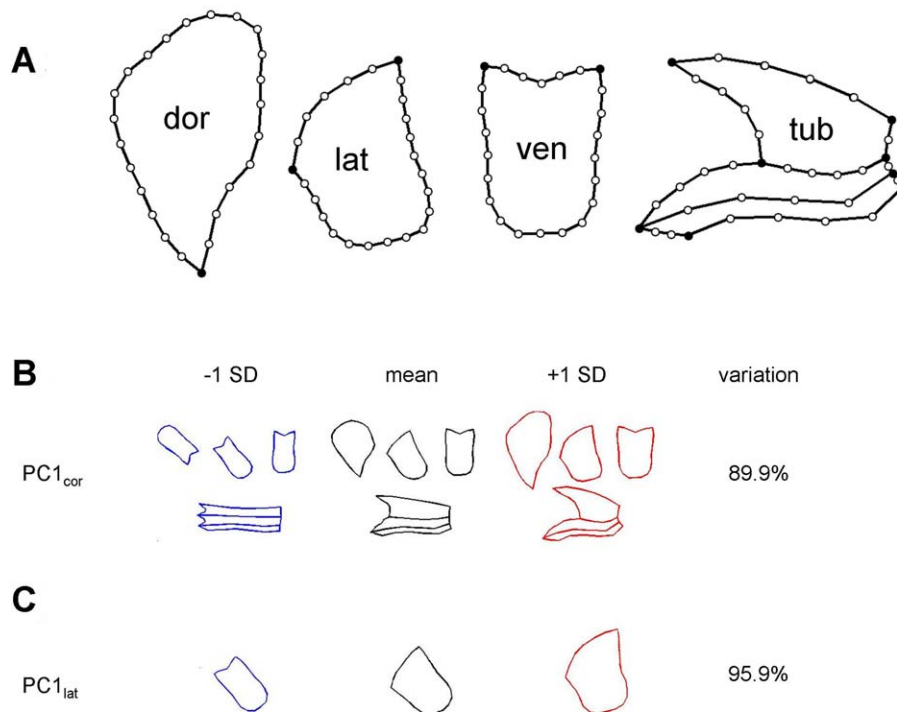 A
dor
lat
ven
tub
B
-1 SD mean +1 SD variation
PC1cor 89.9%
C
PC1lat 95.9%